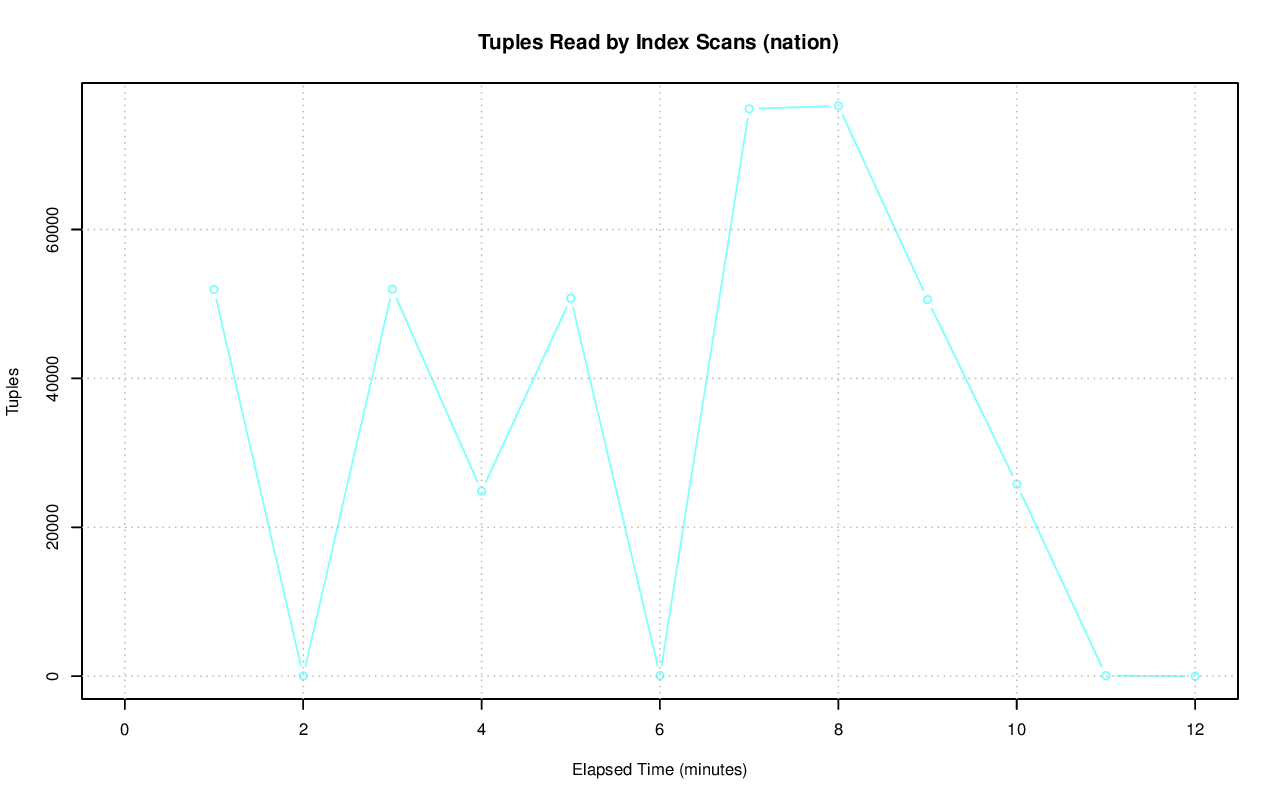 Tuples Read by Index Scans (nation)
Tuples
60000
40000
20000
0
0 2 4 6 8 10 12
Elapsed Time (minutes)